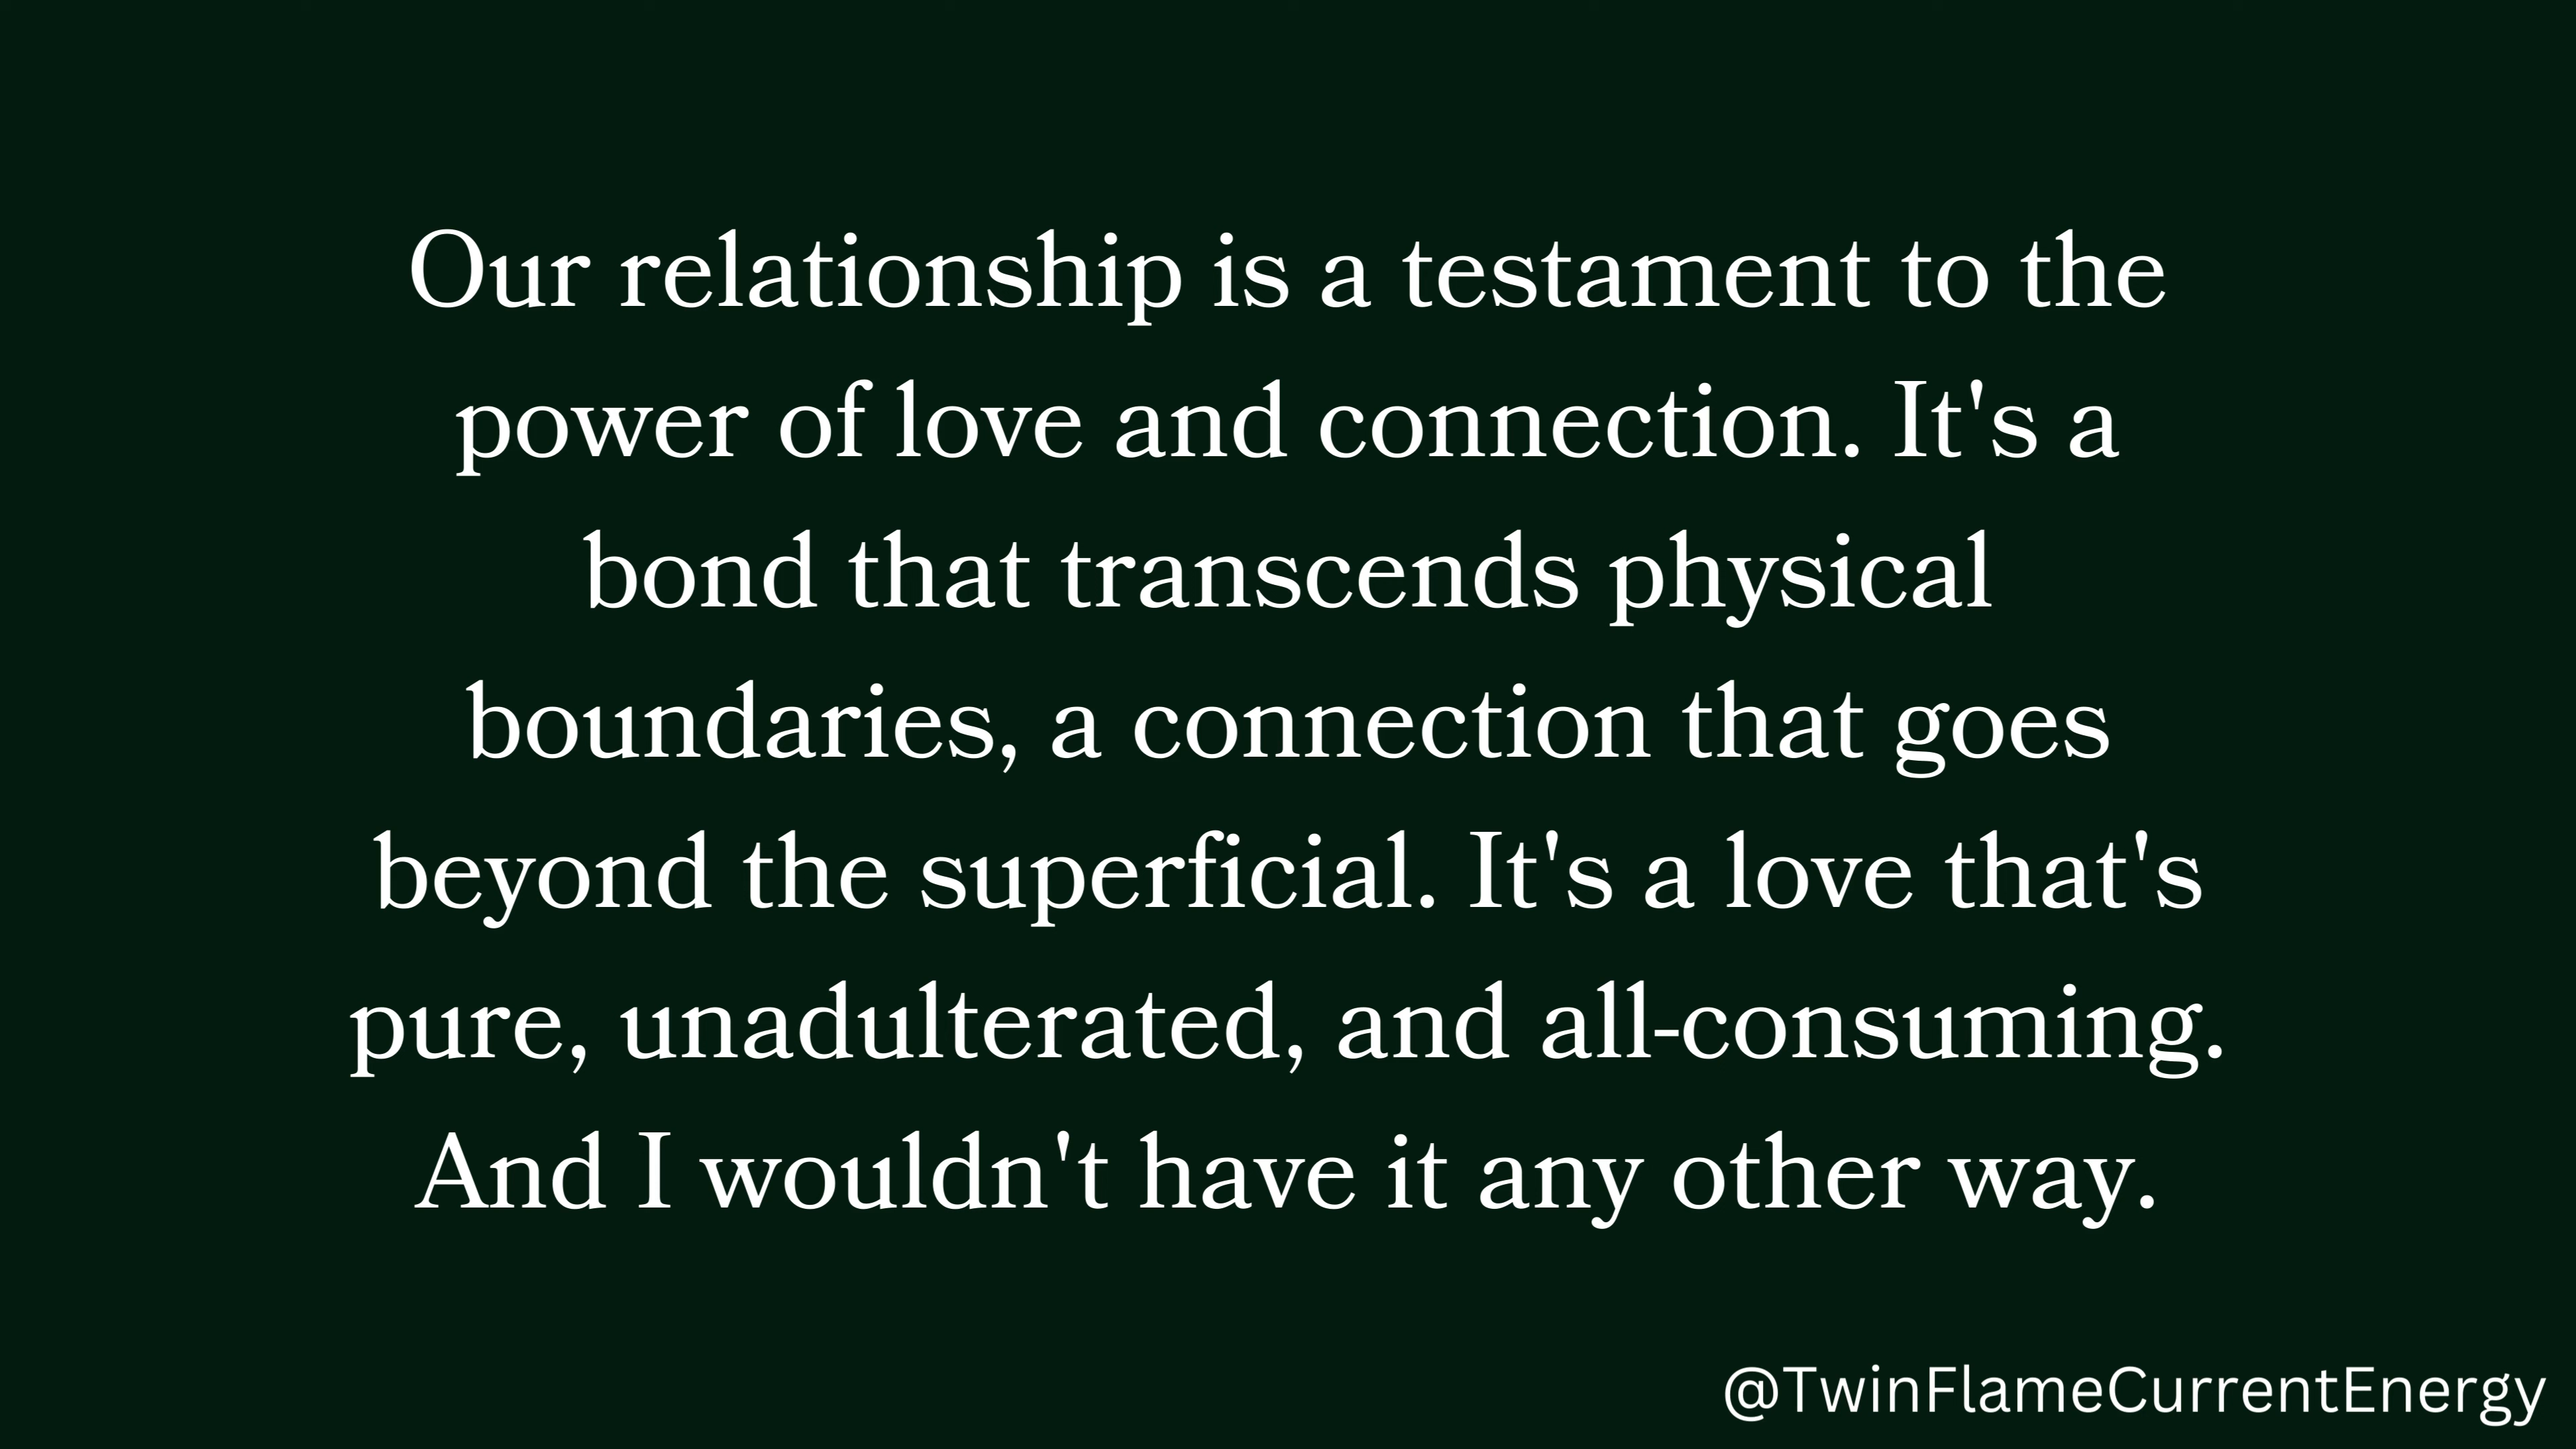 Our relationship is a testament to the
power of love and connection. It's a
bond that transcends physical
boundaries, a connection that goes
beyond the superficial. It's a love that's
pure, unadulterated, and all-consuming.
And I wouldn't have it any other way.
@TwinFlameCurrentEnergy